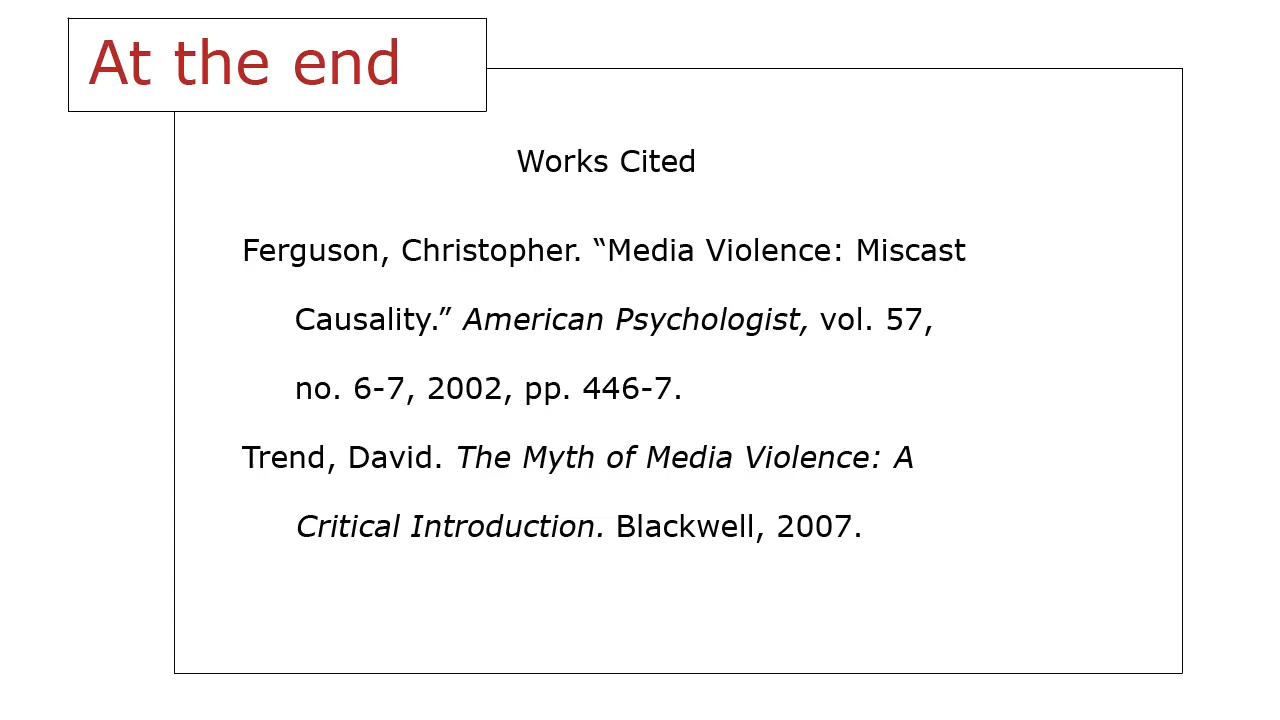 At the end
Works Cited
Ferguson, Christopher. “Media Violence: Miscast
Causality.” American Psychologist, vol. 57,
no. 6-7, 2002, pp. 446-7.
Trend, David. The Myth of Media Violence: A
Critical Introduction. Blackwell, 2007.